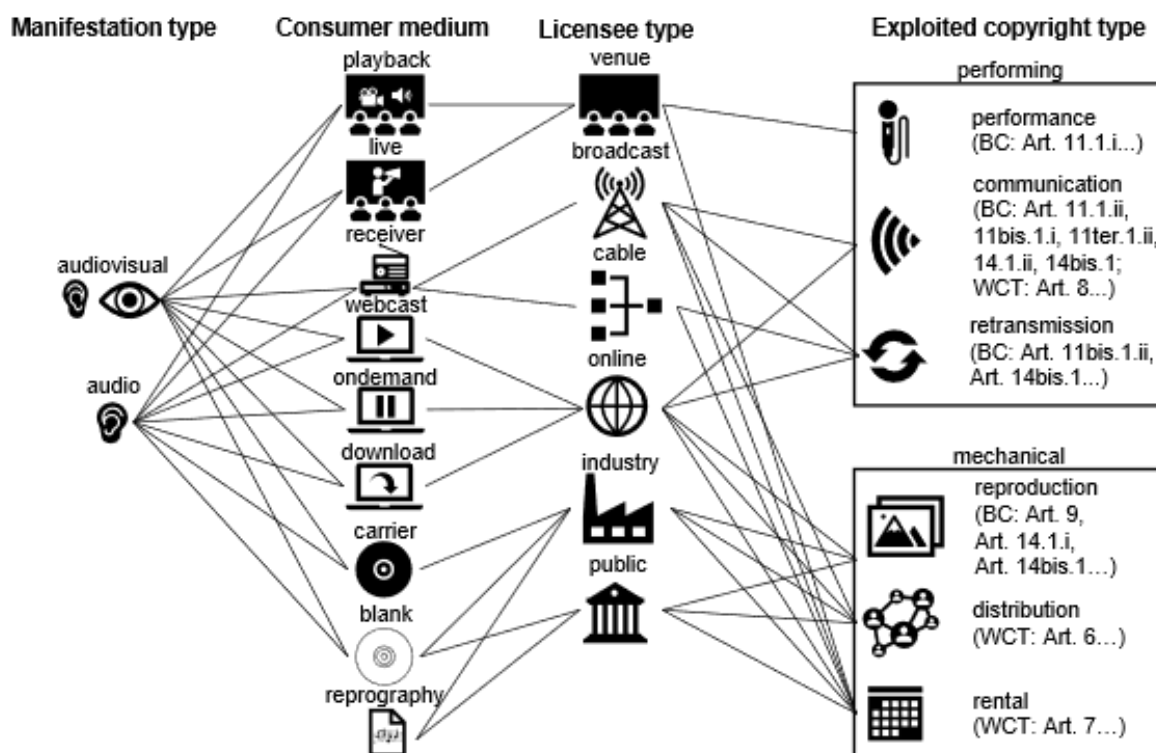 Manifestation type
Consumer medium
Licensee type
Exploited copyright type
audiovisual
audio
playback
live
receiver
webcast
ondemand
download
carrier
blank
reprography
venue
broadcast
cable
online
industry
public
performing
performance
(BC: Art. 11.1.i...)
communication
(BC: Art. 11.1.ii,
11bis.1.i, 11ter.1.ii,
14.1.ii, 14bis.1;
WCT: Art. 8...)
retransmission
(BC: Art. 11bis.1.ii,
Art. 14bis.1...)
mechanical
reproduction
(BC: Art. 9,
Art. 14.1.i,
Art. 14bis.1...)
distribution
(WCT: Art. 6...)
rental
(WCT: Art. 7...)